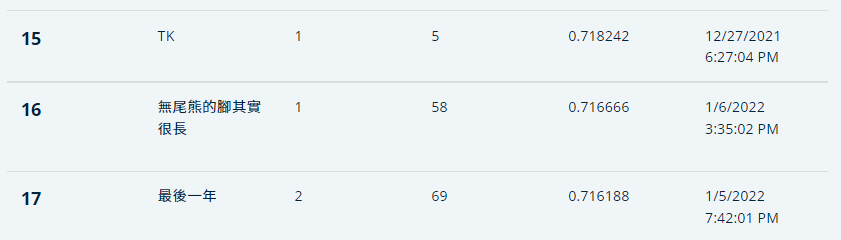 15 TK 1 5 0.718242 12/27/2021
6:27:04 PM
16 無尾熊的腳其實 1 58 0.716666 1/6/2022
很長 3:35:02 PM
17 最後一年 2 69 0.716188 1/5/2022
7:42:01 PM